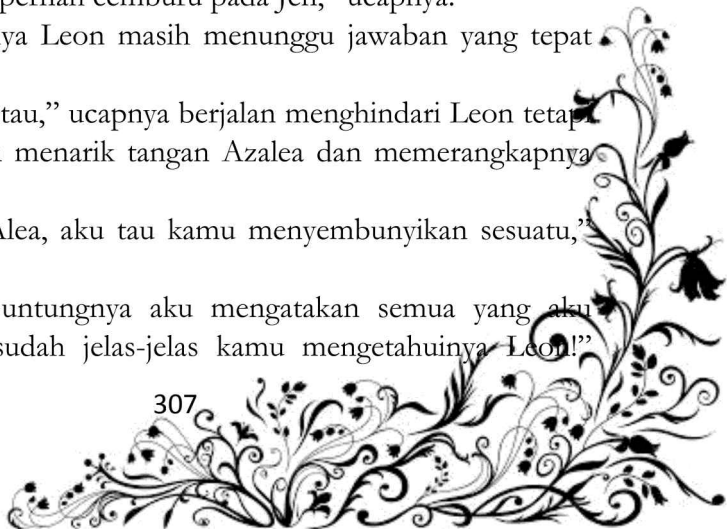 pernah cemburu pada Jen,” ucapnya.
ya Leon masih menunggu jawaban yang tepat
tau,” ucapnya berjalan menghindari Leon tetapi
menarik tangan Azalea dan memerangkapnya
Alea, aku tau kamu menyembunyikan sesuatu,”
untungnya aku mengatakan semua yang aku
sudah jelas-jelas kamu mengetahuinya Leon!”
307